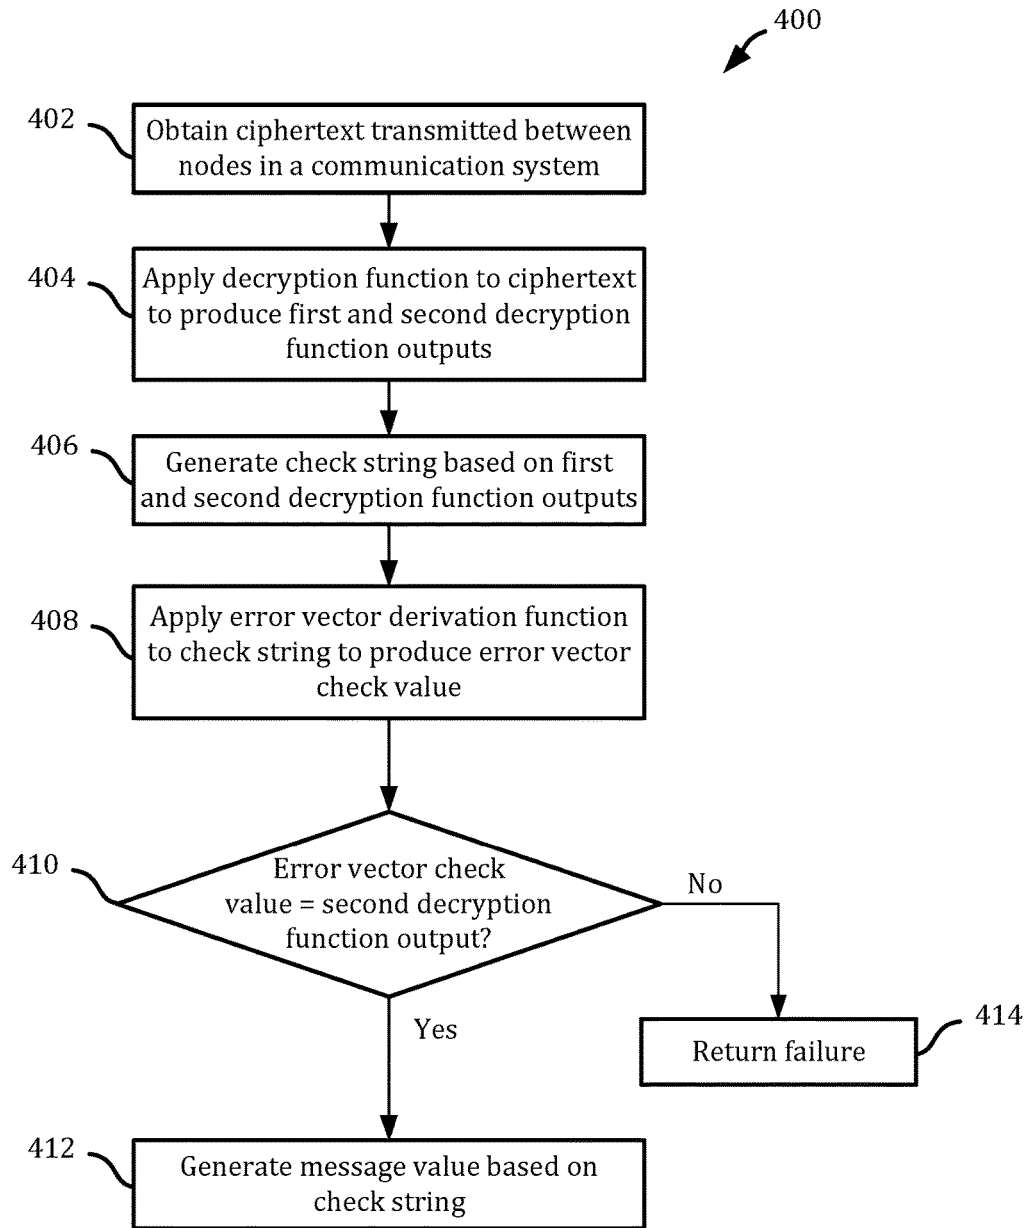 400
402
Obtain ciphertext transmitted between
nodes in a communication system
404
Apply decryption function to ciphertext
to produce first and second decryption
function outputs
406
Generate check string based on first
and second decryption function outputs
408
Apply error vector derivation function
to check string to produce error vector
check value
410
Error vector check
value = second decryption
function output?
No
Yes
414
Return failure
412
Generate message value based on
check string